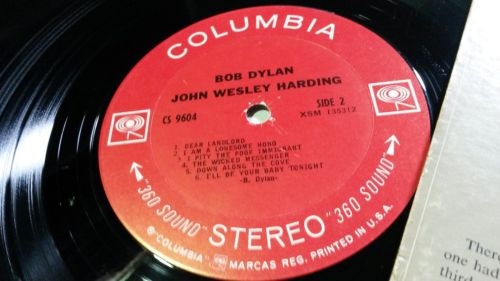 COLUMBIA
BOB DYLAN
JOHN WESLEY HARDING
CS 9604
SIDE 2
XSM 135312
1. DEAR LANDLORD
2. I AM A LONESOME HOBO
3. I PITY THE POOR IMMIGRANT
4. THE WICKED MESSENGER
5. DOWN ALONG THE COVE
6. I'LL BE YOUR BABY TONIGHT
-B. Dylan-
"360 SOUND" STEREO "360 SOUND"
® "COLUMBIA" MARCAS REG. PRINTED IN U.S.A.
There
one had
third